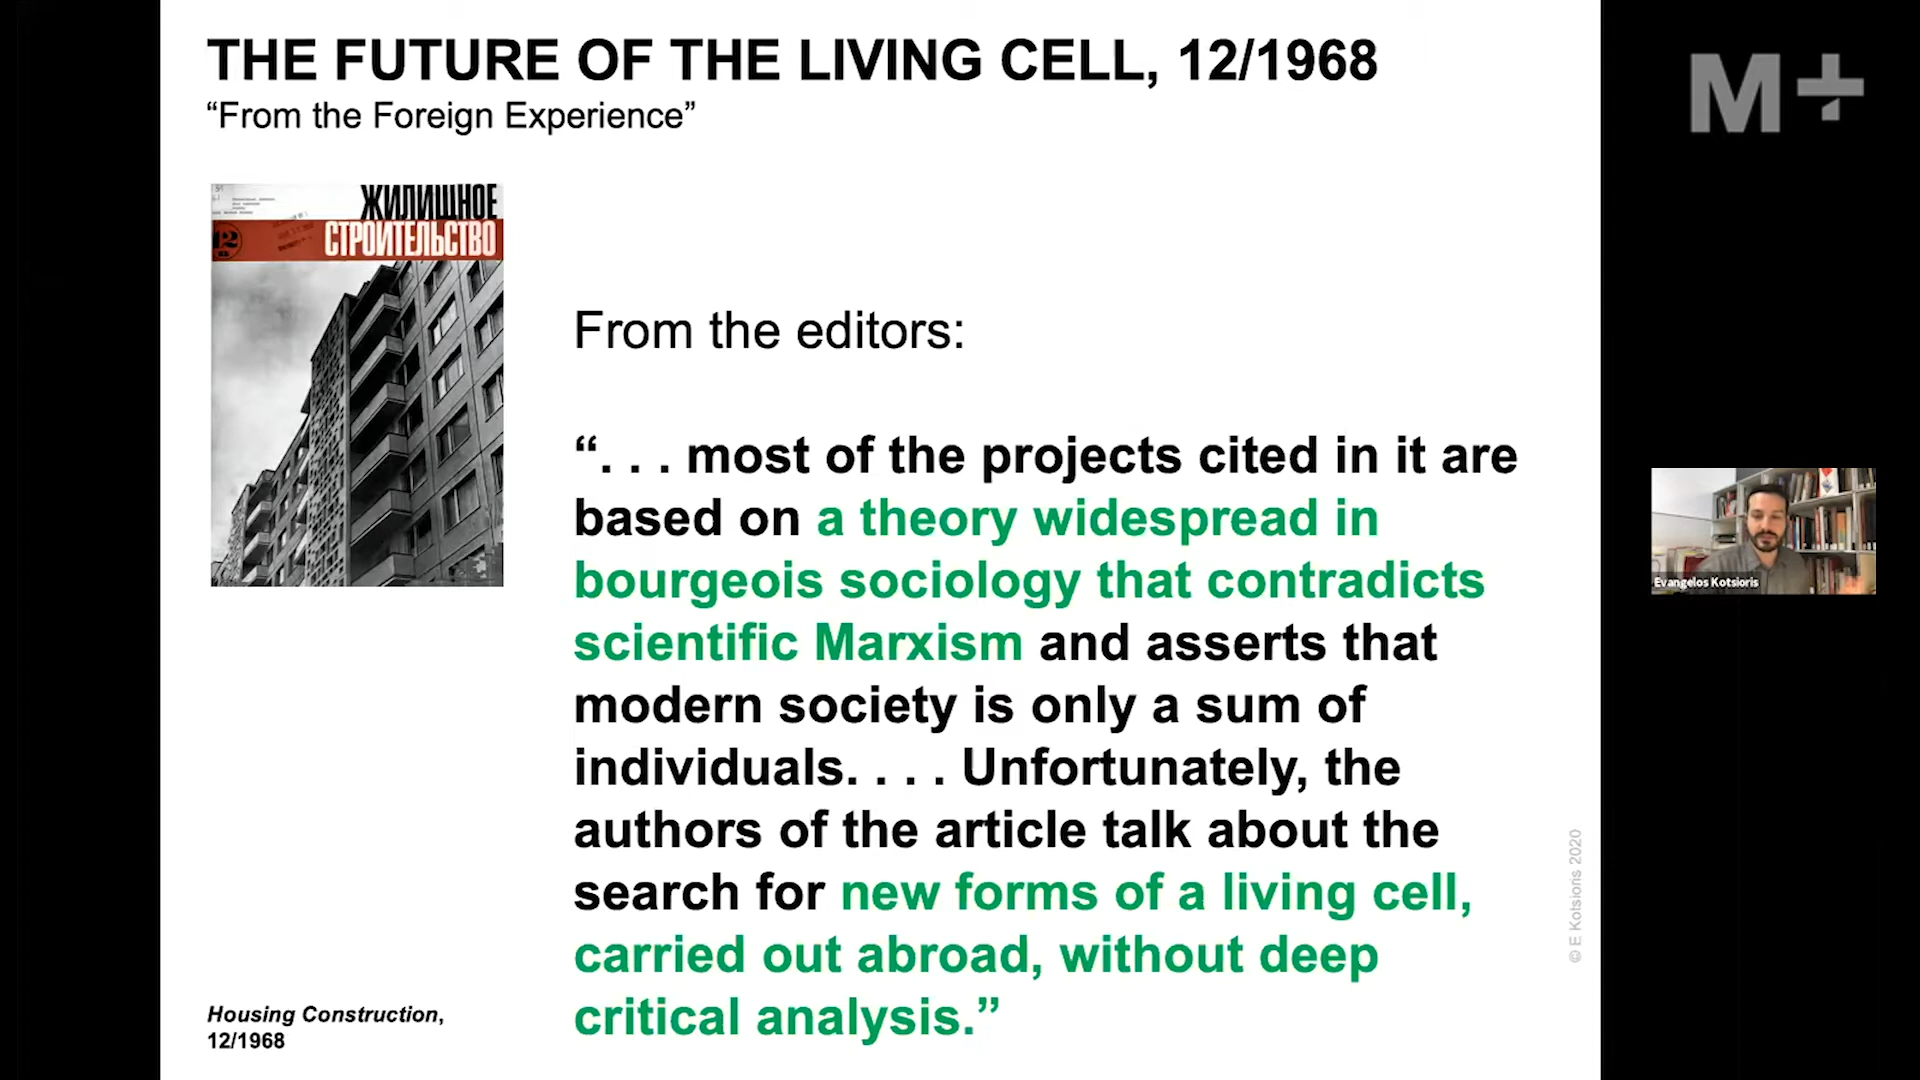 THE FUTURE OF THE LIVING CELL, 12/1968
“From the Foreign Experience”
ЖИЛИЩНОЕ
СТРОИТЕЛЬСТВО
12
From the editors:
“. . . most of the projects cited in it are
based on a theory widespread in
bourgeois sociology that contradicts
scientific Marxism and asserts that
modern society is only a sum of
individuals. . . . Unfortunately, the
authors of the article talk about the
search for new forms of a living cell,
carried out abroad, without deep
critical analysis.”
Housing Construction,
12/1968
© E Kotsioris 2020
M+
Evangelos Kotsioris